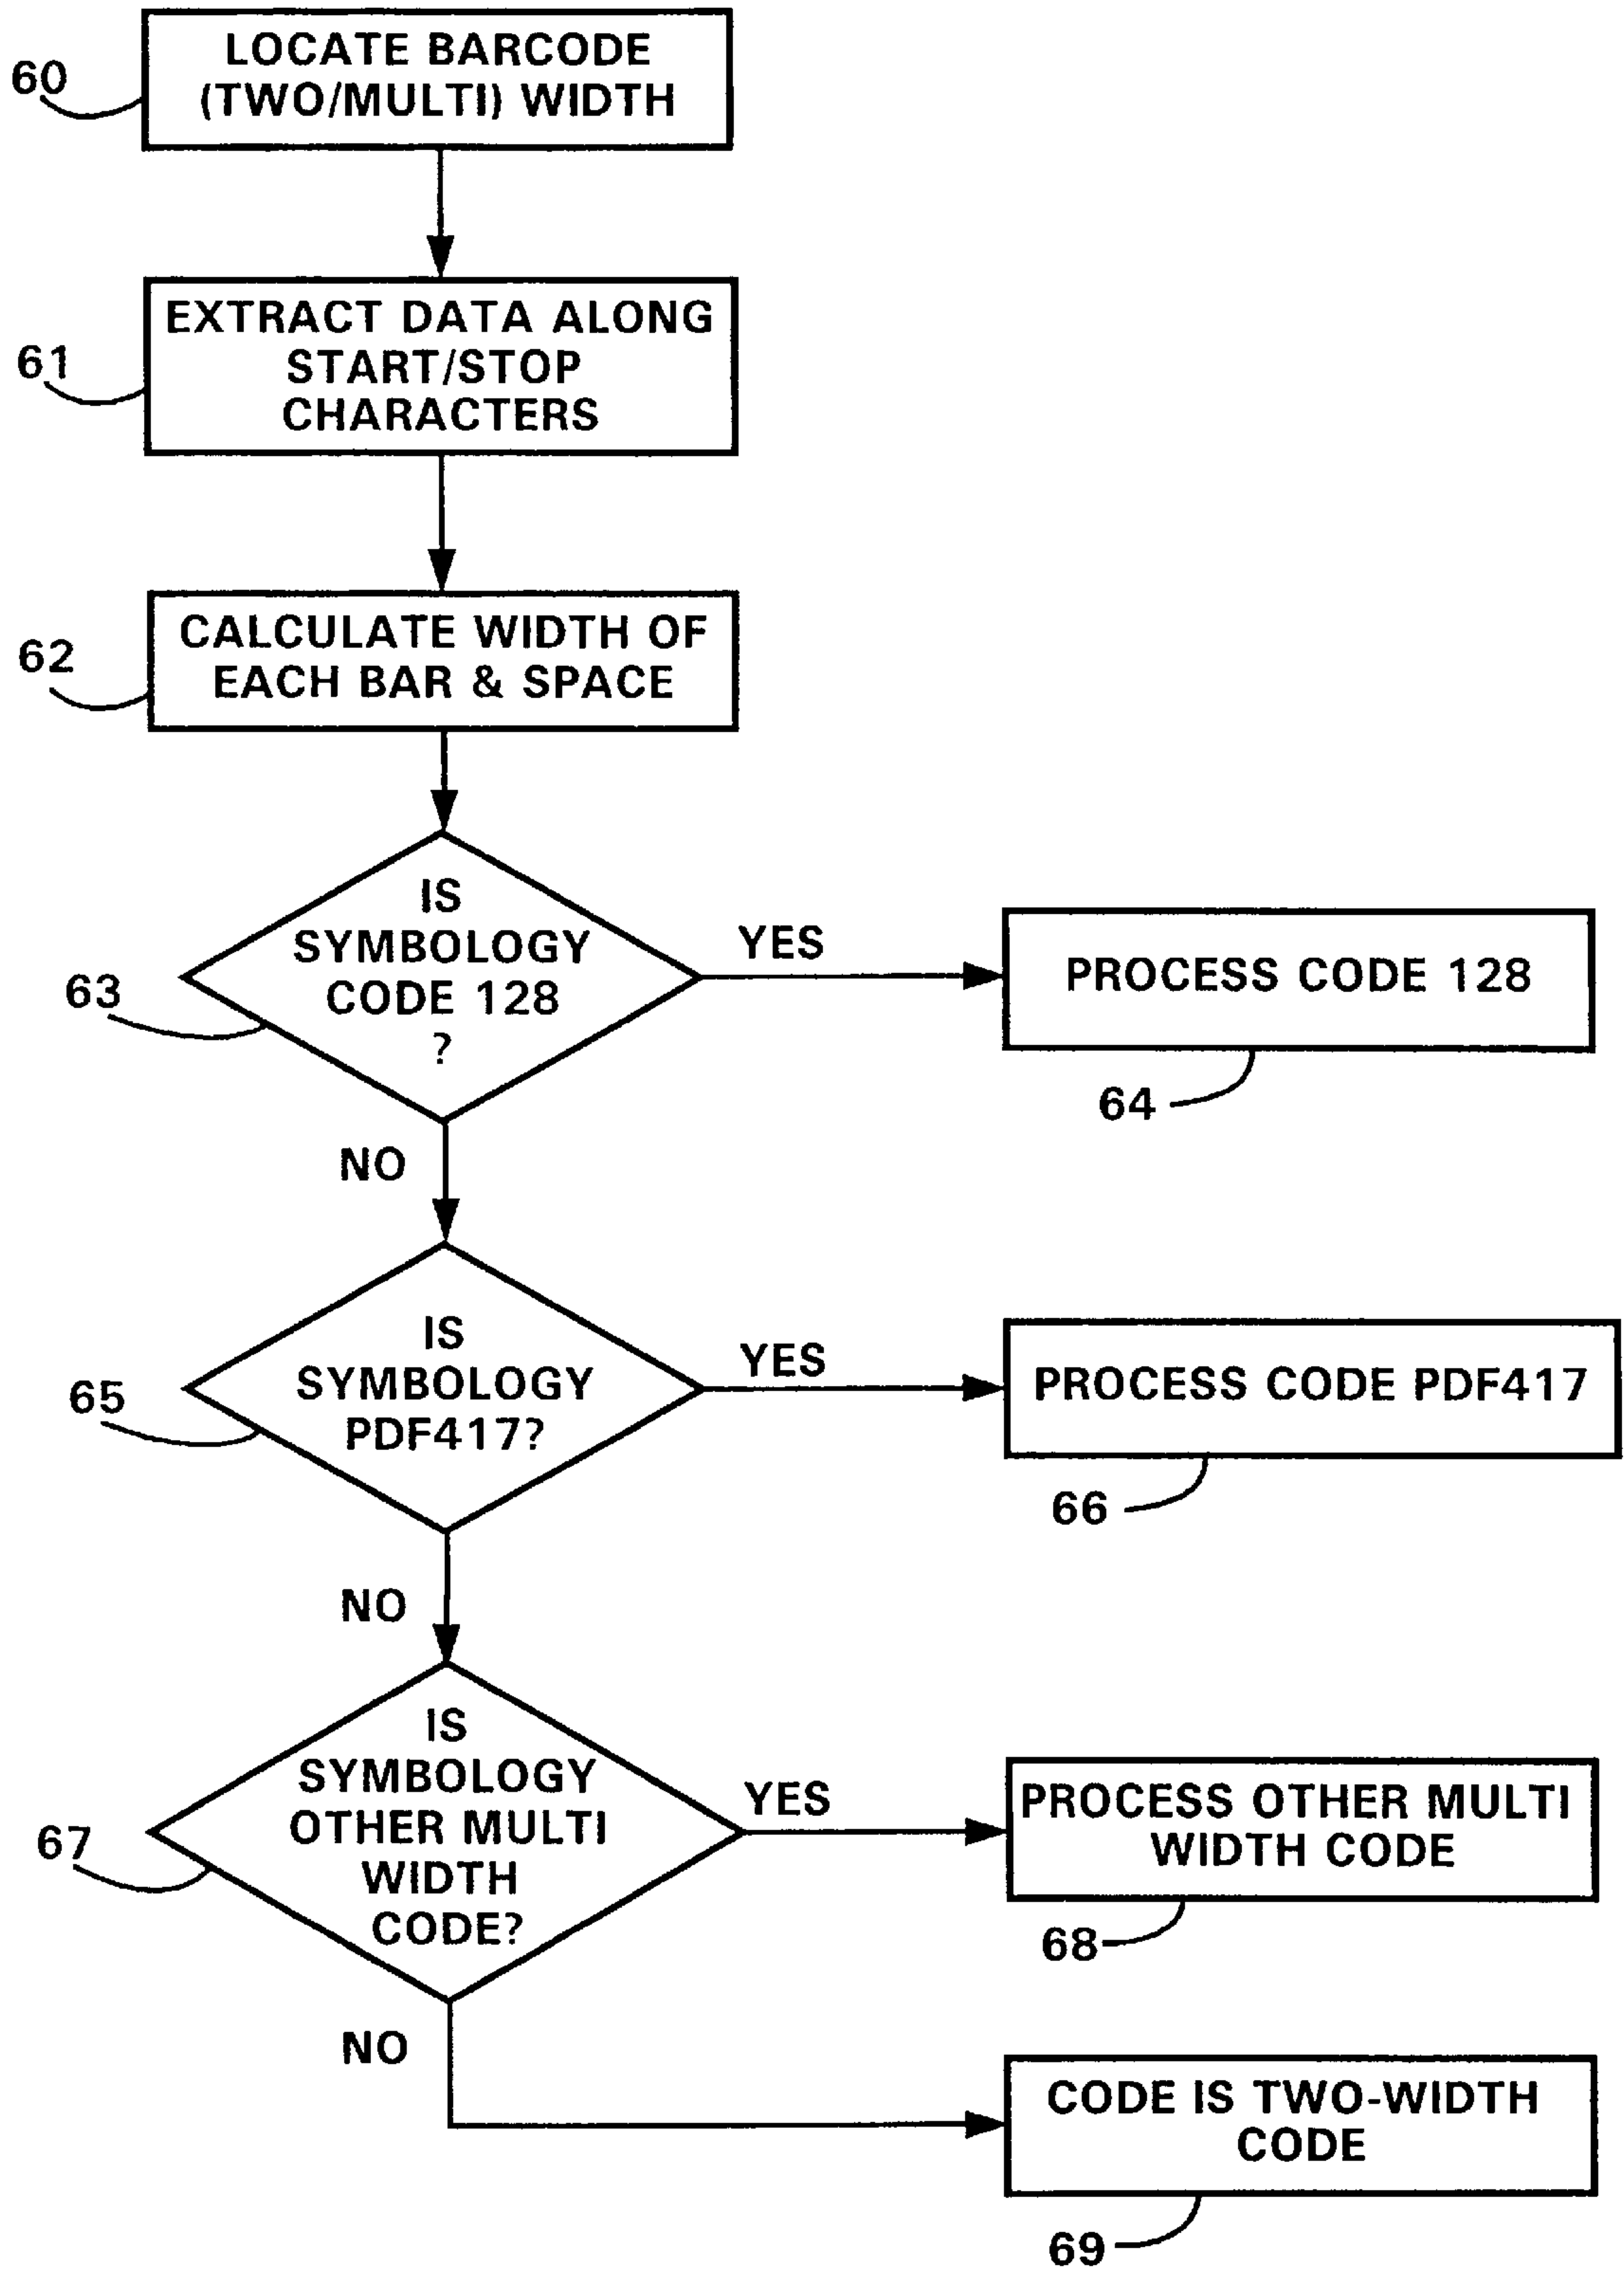 LOCATE BARCODE
(TWO/MULTI) WIDTH
60
EXTRACT DATA ALONG
START/STOP
CHARACTERS
61
CALCULATE WIDTH OF
EACH BAR & SPACE
62
IS
SYMBOLOGY
CODE 128
?
63
YES
PROCESS CODE 128
64
NO
IS
SYMBOLOGY
PDF417?
65
YES
PROCESS CODE PDF417
66
NO
IS
SYMBOLOGY
OTHER MULTI
WIDTH
CODE?
67
YES
PROCESS OTHER MULTI
WIDTH CODE
68
NO
CODE IS TWO-WIDTH
CODE
69